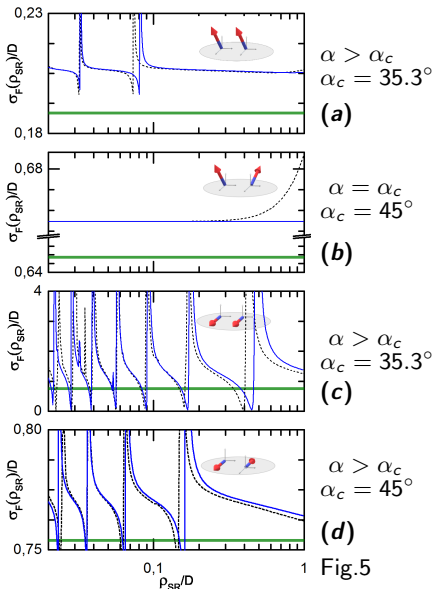 0,23
σF(ρSR)/D
0,18
α > αc
αc = 35.3°
(a)
0,68
σF(ρSR)/D
0,64
α = αc
αc = 45°
(b)
4
2
0
σF(ρSR)/D
α > αc
αc = 35.3°
(c)
0,80
σF(ρSR)/D
0,75
α > αc
αc = 45°
(d)
0,1
1
ρSR/D
Fig.5